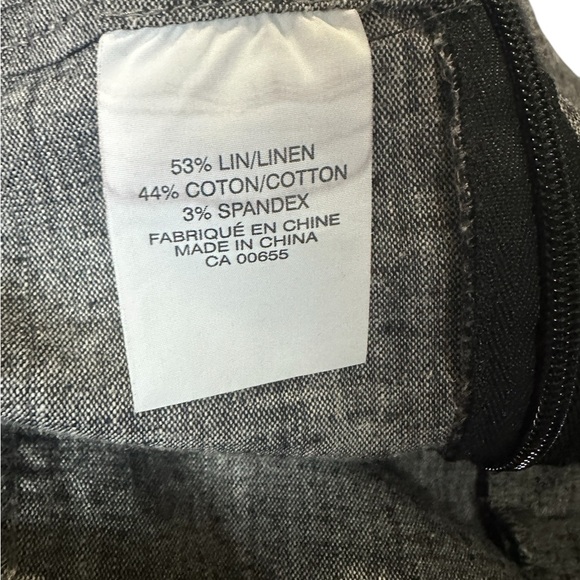 53% LIN/LINEN
44% COTON/COTTON
3% SPANDEX
FABRIQUÉ EN CHINE
MADE IN CHINA
CA 00655